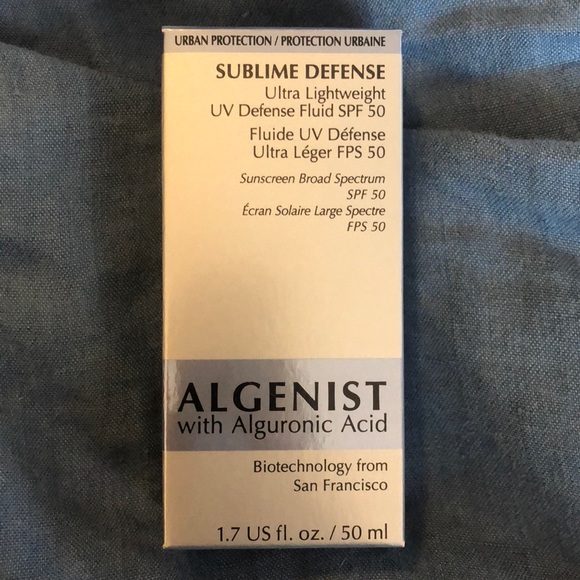 URBAN PROTECTION / PROTECTION URBAINE
SUBLIME DEFENSE
Ultra Lightweight
UV Defense Fluid SPF 50
Fluide UV Défense
Ultra Léger FPS 50
Sunscreen Broad Spectrum
SPF 50
Écran Solaire Large Spectre
FPS 50
ALGENIST
with Alguronic Acid
Biotechnology from
San Francisco
1.7 US fl. oz. / 50 ml